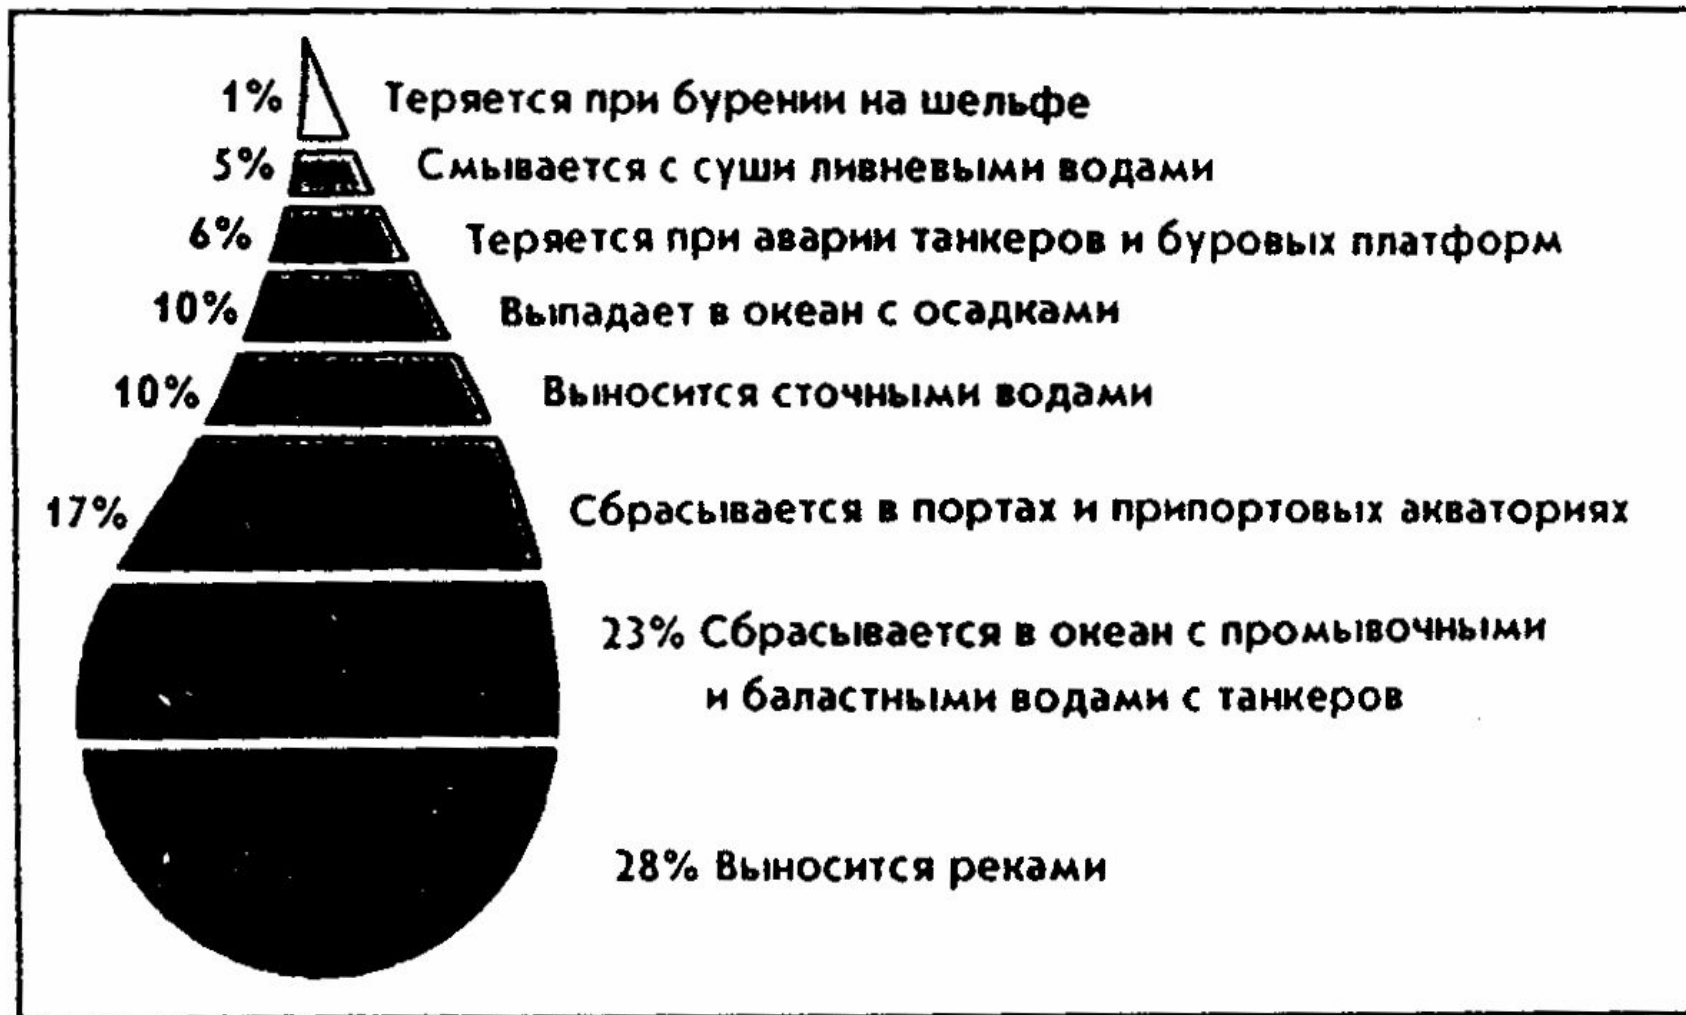 1% Теряется при бурении на шельфе
5% Смывается с суши ливневыми водами
6% Теряется при аварии танкеров и буровых платформ
10% Выпадает в океан с осадками
10% Выносится сточными водами
17% Сбрасывается в портах и припортовых акваториях
23% Сбрасывается в океан с промывочными
и баластными водами с танкеров
28% Выносится реками